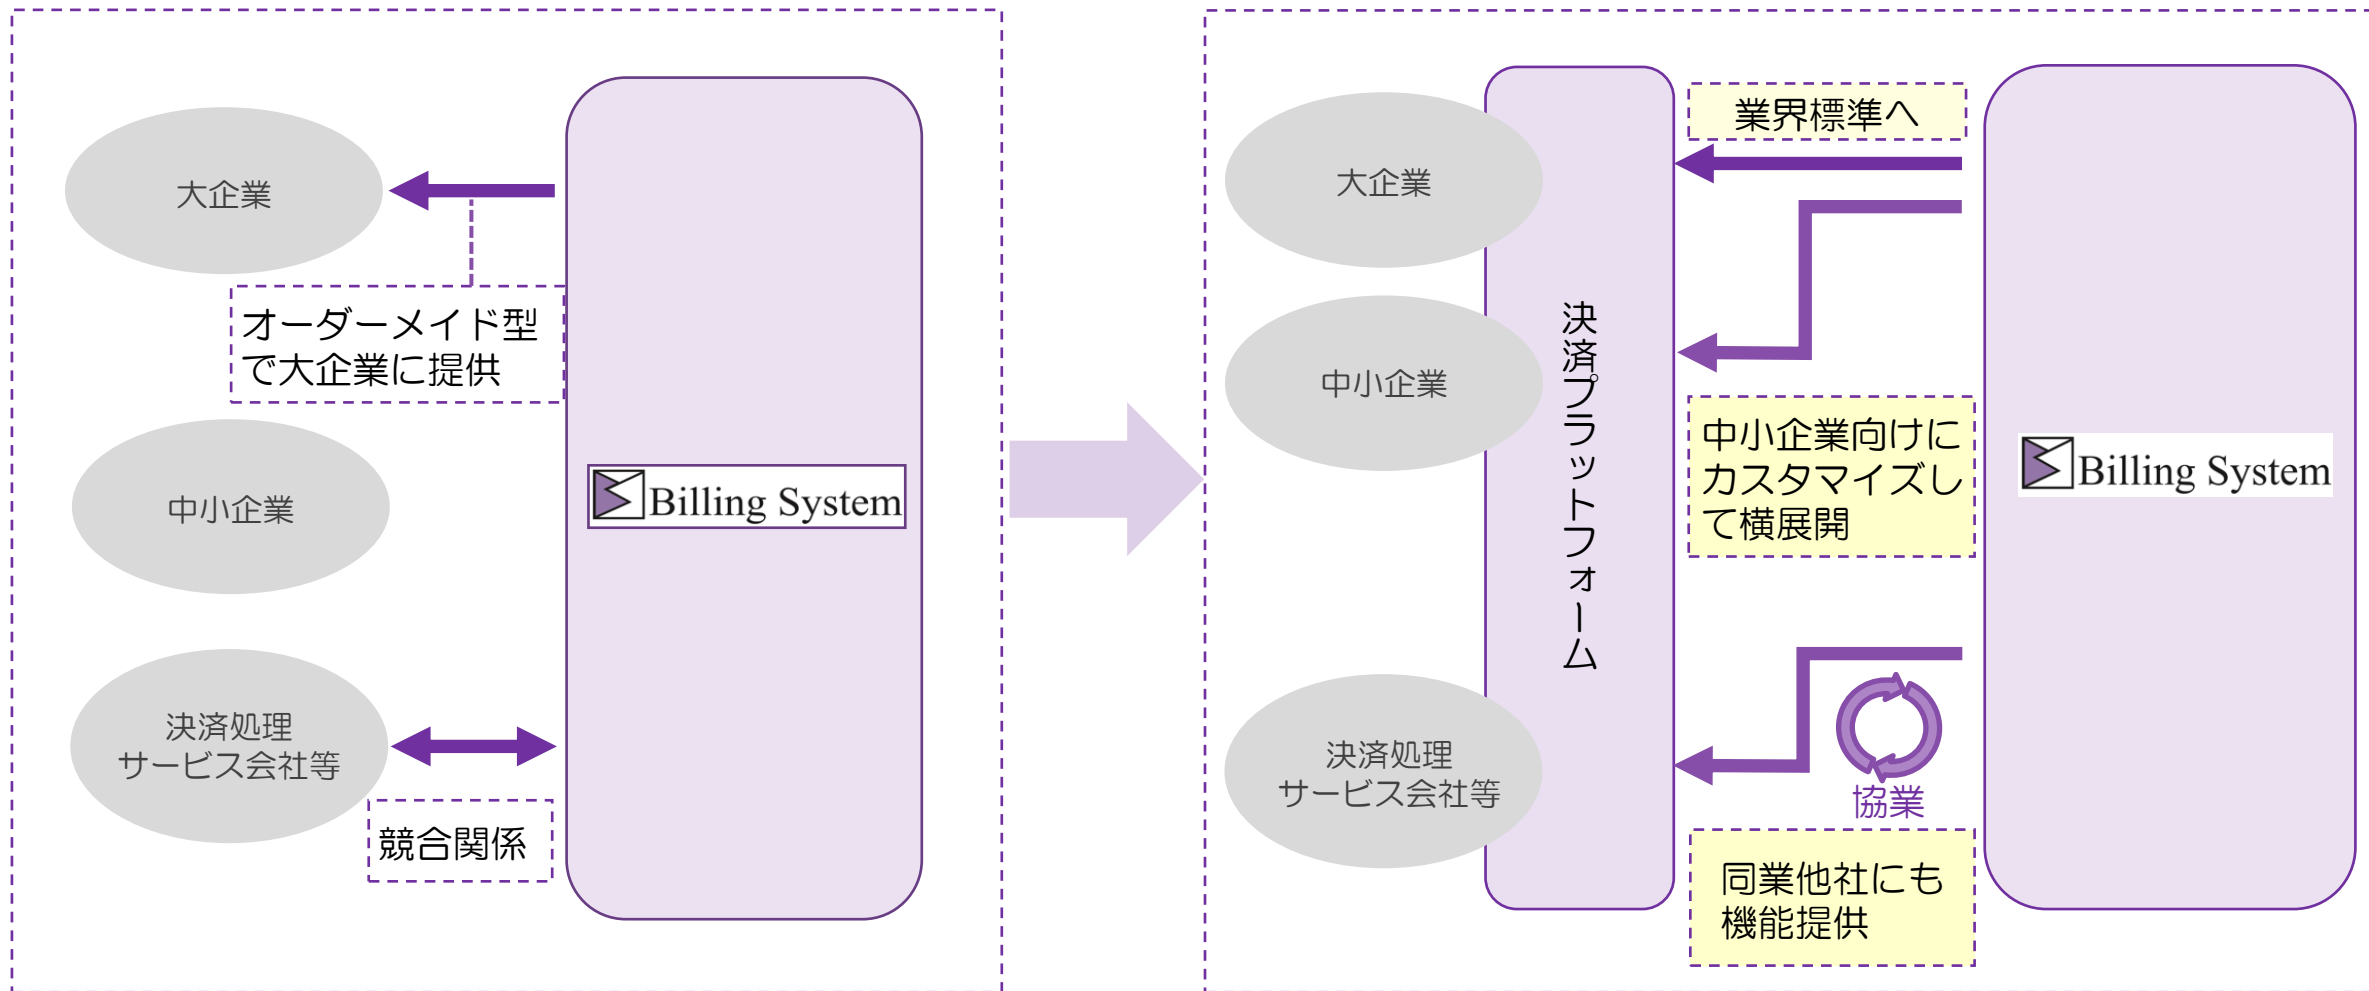 大企業
オーダーメイド型
で大企業に提供
中小企業
Billing System
決済処理
サービス会社等
競合関係
大企業
中小企業
決済処理
サービス会社等
決済プラットフォーム
業界標準へ
中小企業向けに
カスタマイズし
て横展開
協業
同業他社にも
機能提供
Billing System